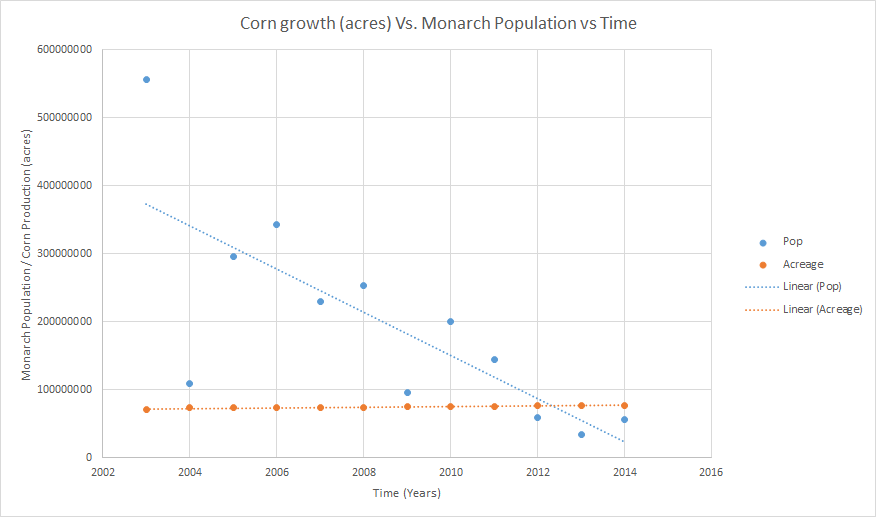 Corn growth (acres) Vs. Monarch Population vs Time
Monarch Population / Corn Production (acres)
600000000
500000000
400000000
300000000
200000000
100000000
0
2002 2004 2006 2008 2010 2012 2014 2016
Time (Years)
Pop
Acreage
Linear (Pop)
Linear (Acreage)